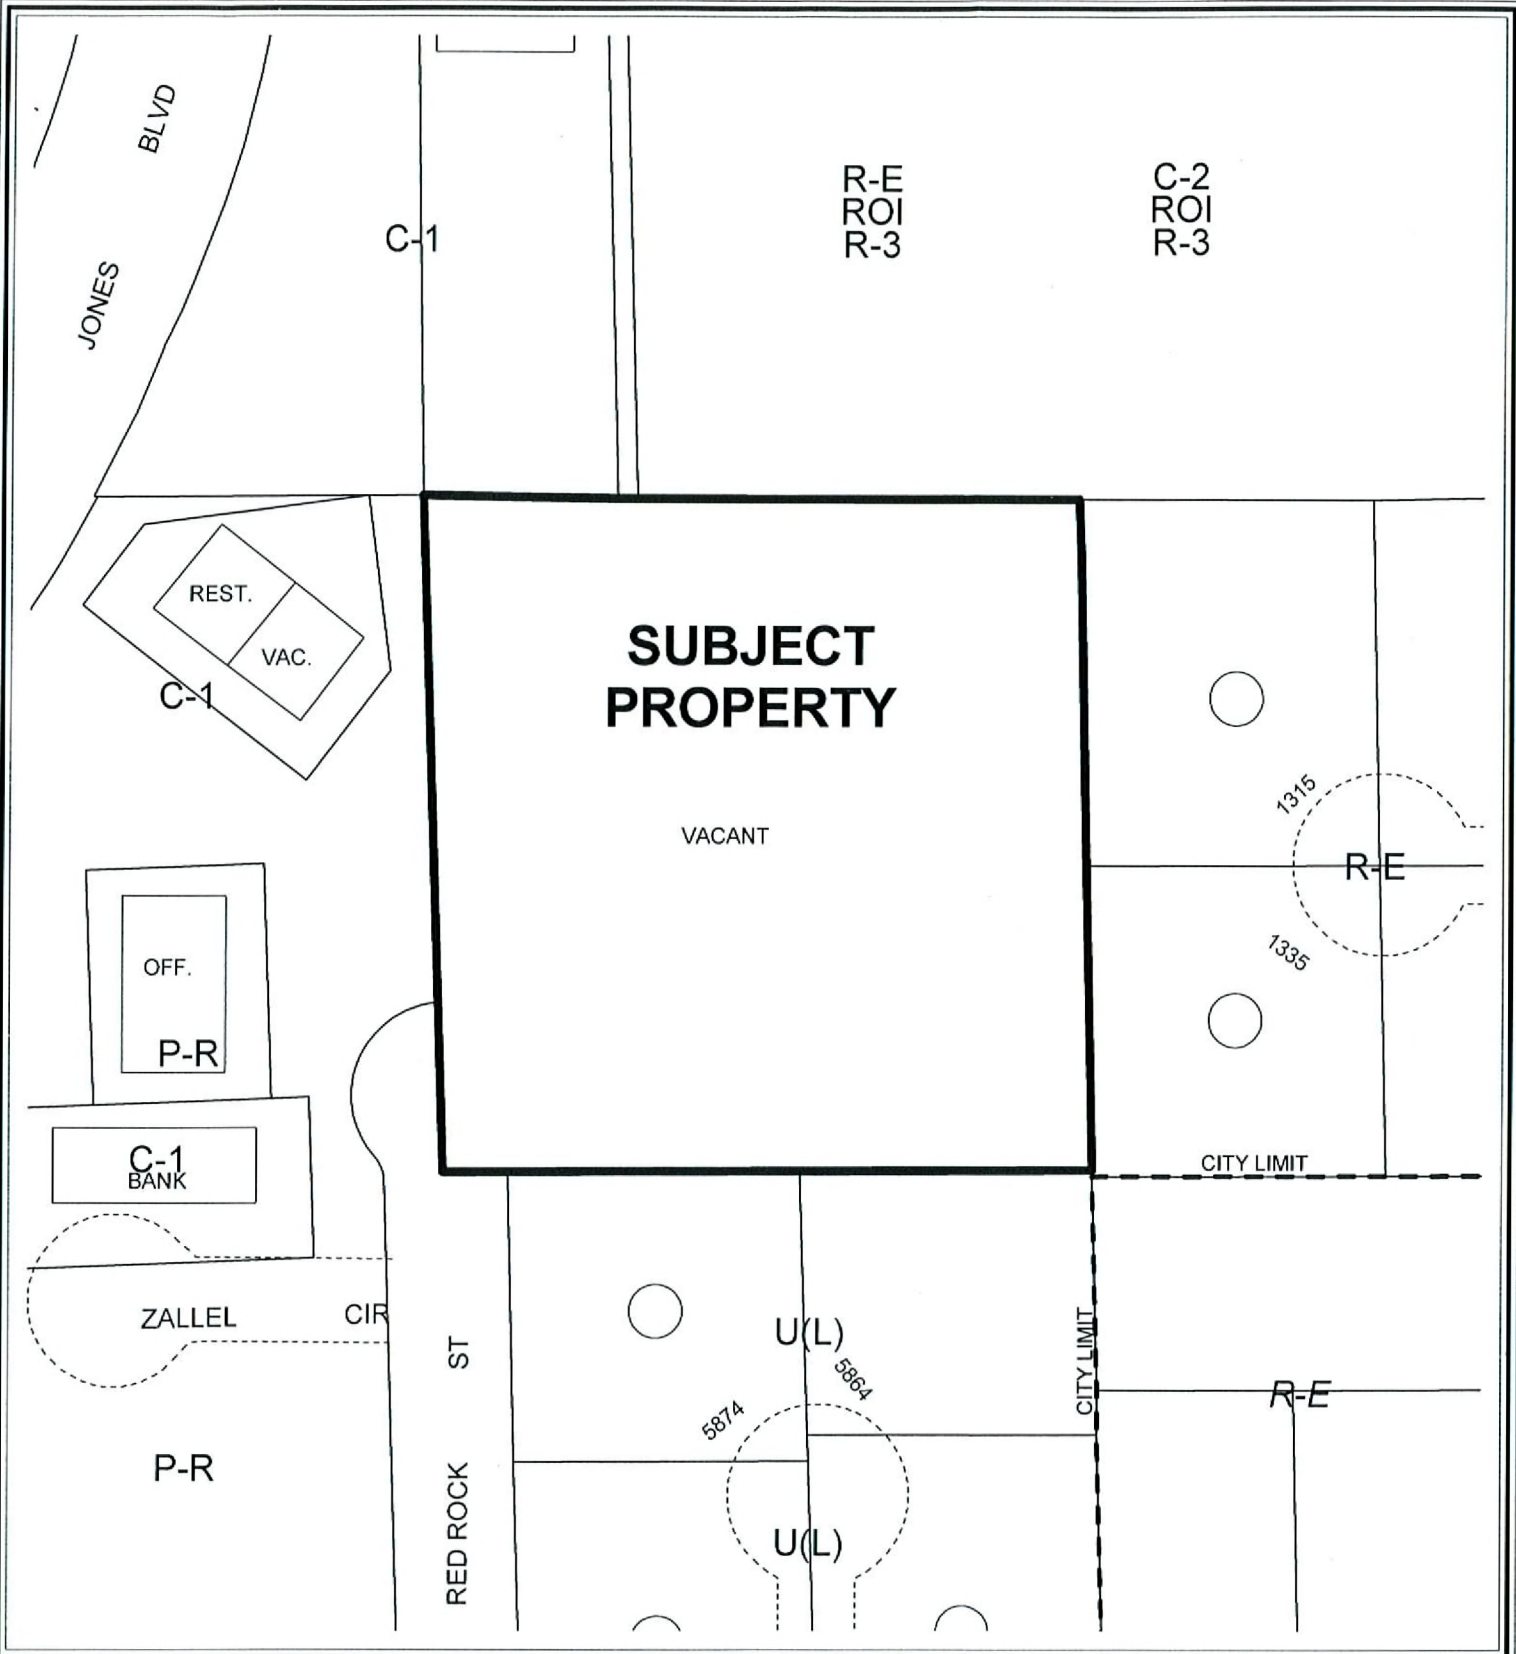 BLVD
JONES
C-1
R-E
ROI
R-3
C-2
ROI
R-3
REST.
VAC.
C-1
SUBJECT
PROPERTY
VACANT
1315
R-E
1335
OFF.
P-R
C-1
BANK
CITY LIMIT
ZALLEL CIR
RED ROCK ST
U(L)
5864
5874
U(L)
CITY LIMIT
R-E
P-R